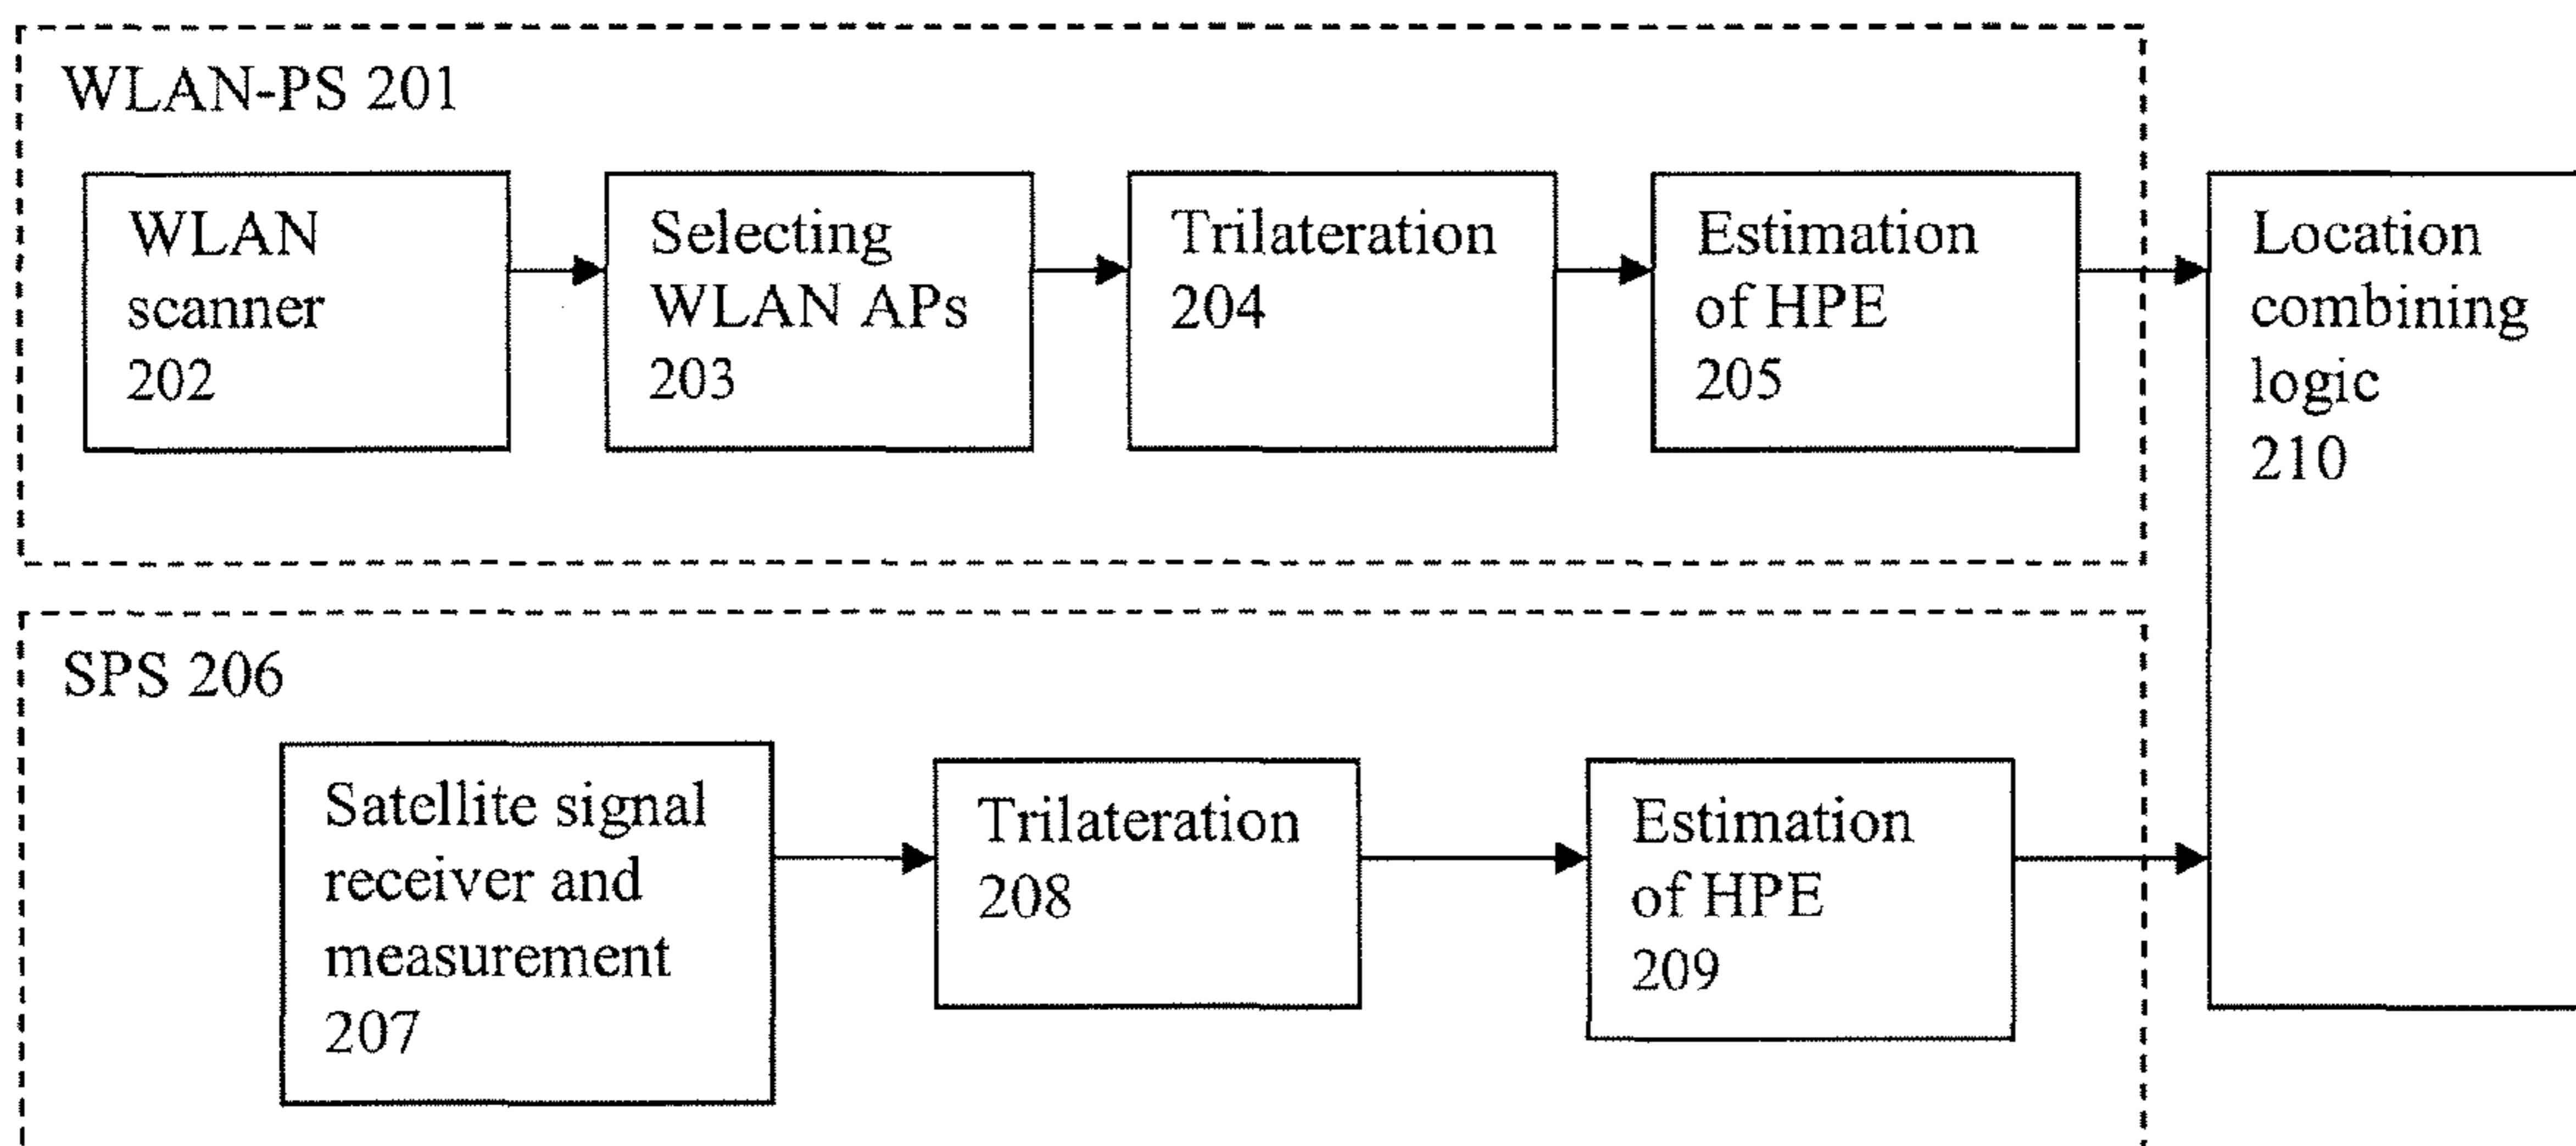 WLAN-PS 201
WLAN
scanner
202
Selecting
WLAN APs
203
Trilateration
204
Estimation
of HPE
205
Location
combining
logic
210
SPS 206
Satellite signal
receiver and
measurement
207
Trilateration
208
Estimation
of HPE
209